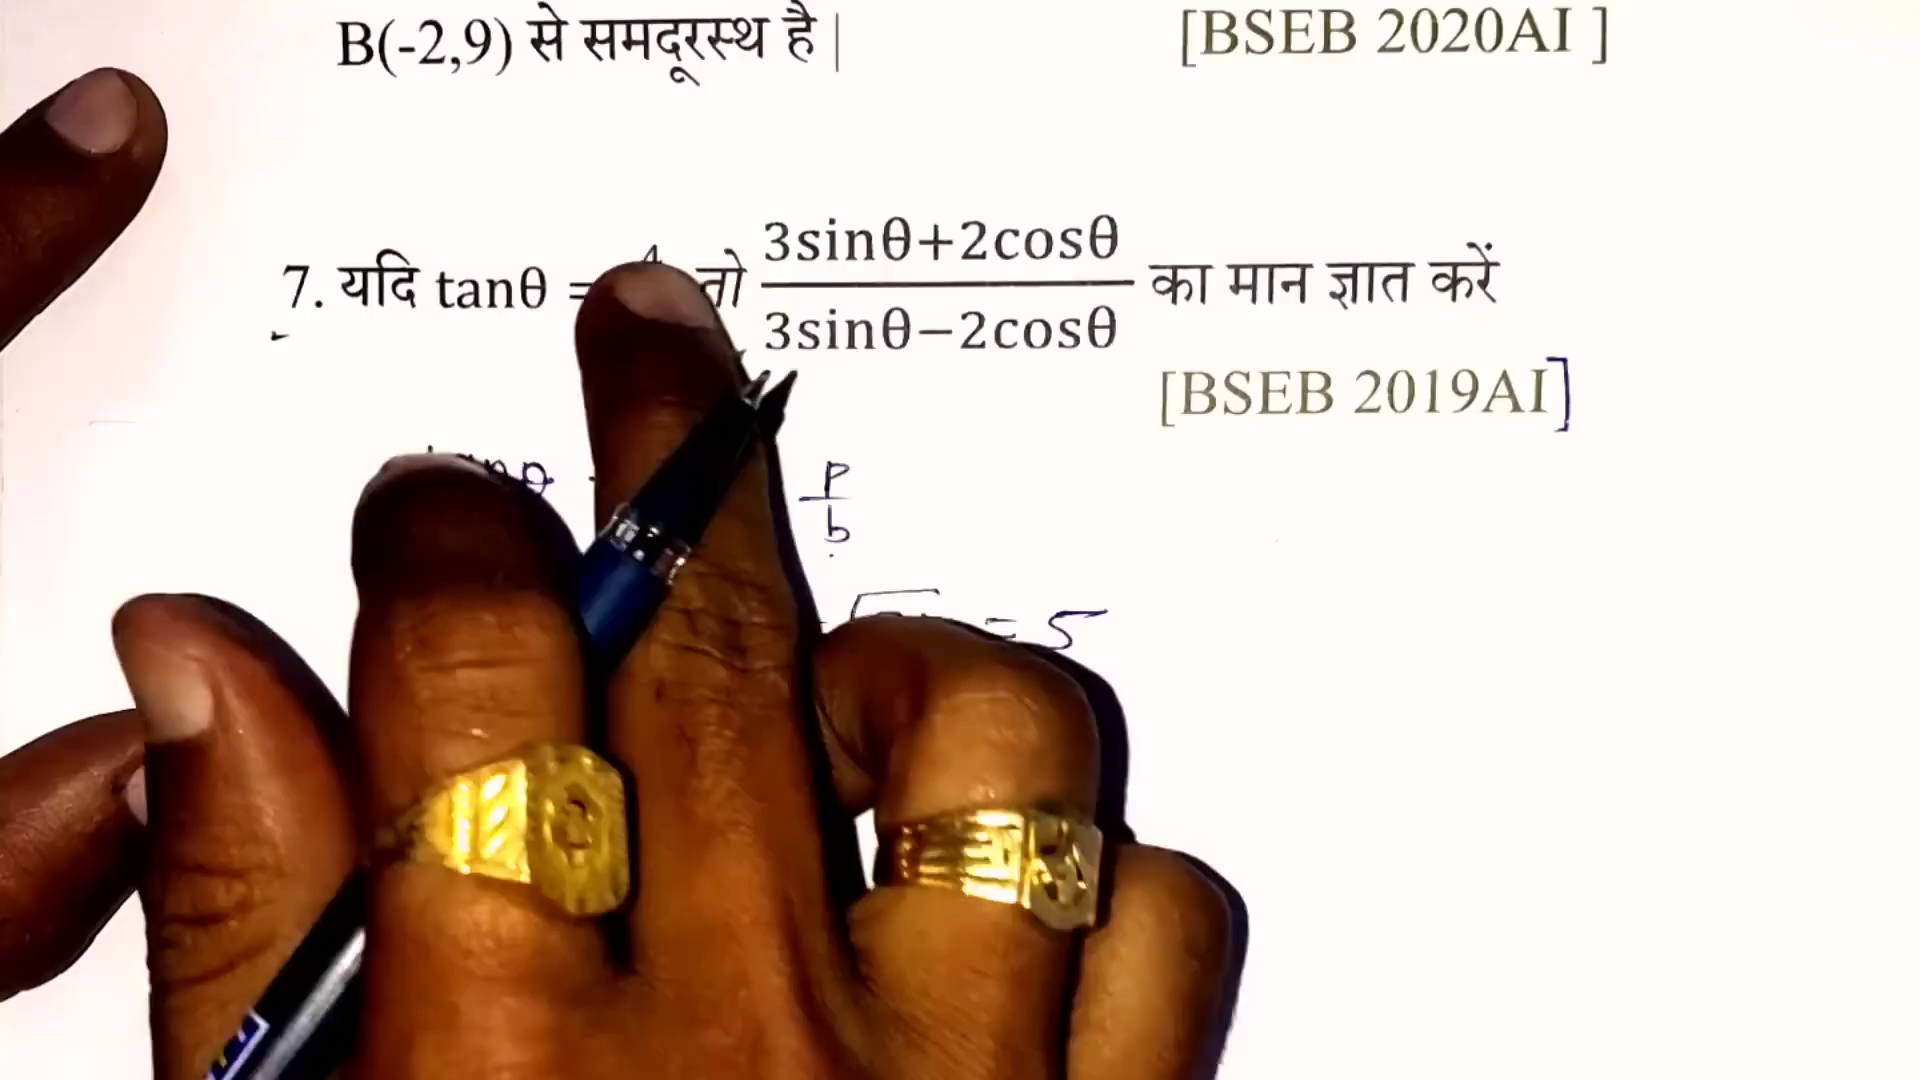 B(-2,9) से समदूरस्थ है | [BSEB 2020AI ]
7. यदि tanθ = तो 3sinθ+2cosθ / 3sinθ−2cosθ का मान ज्ञात करें
[BSEB 2019AI]
p
b
= 5